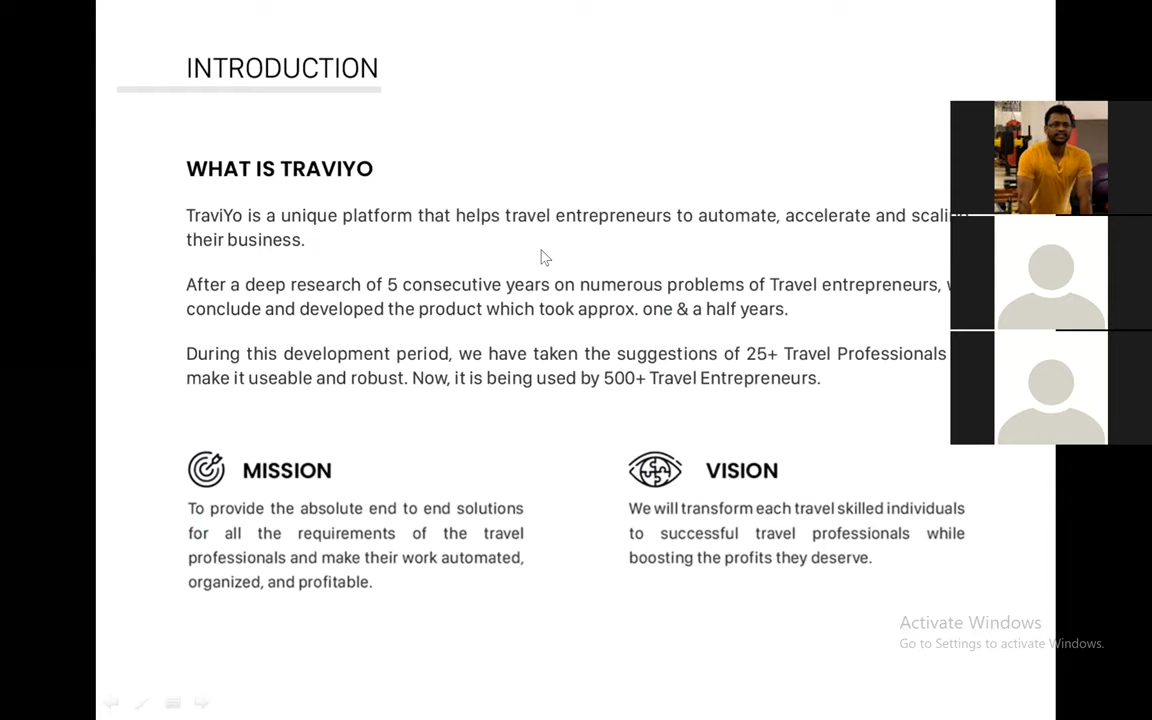 INTRODUCTION
WHAT IS TRAVIYO
TraviYo is a unique platform that helps travel entrepreneurs to automate, accelerate and
their business.
After a deep research of 5 consecutive years on numerous problems of Travel entrepreneurs,
conclude and developed the product which took approx. one & a half years.
During this development period, we have taken the suggestions of 25+ Travel Professionals
make it useable and robust. Now, it is being used by 500+ Travel Entrepreneurs.
MISSION
To provide the absolute end to end solutions
for all the requirements of the travel
professionals and make their work automated,
organized, and profitable.
VISION
We will transform each travel skilled individuals
to successful travel professionals while
boosting the profits they deserve.
Activate Windows
Go to Settings to activate Windows.